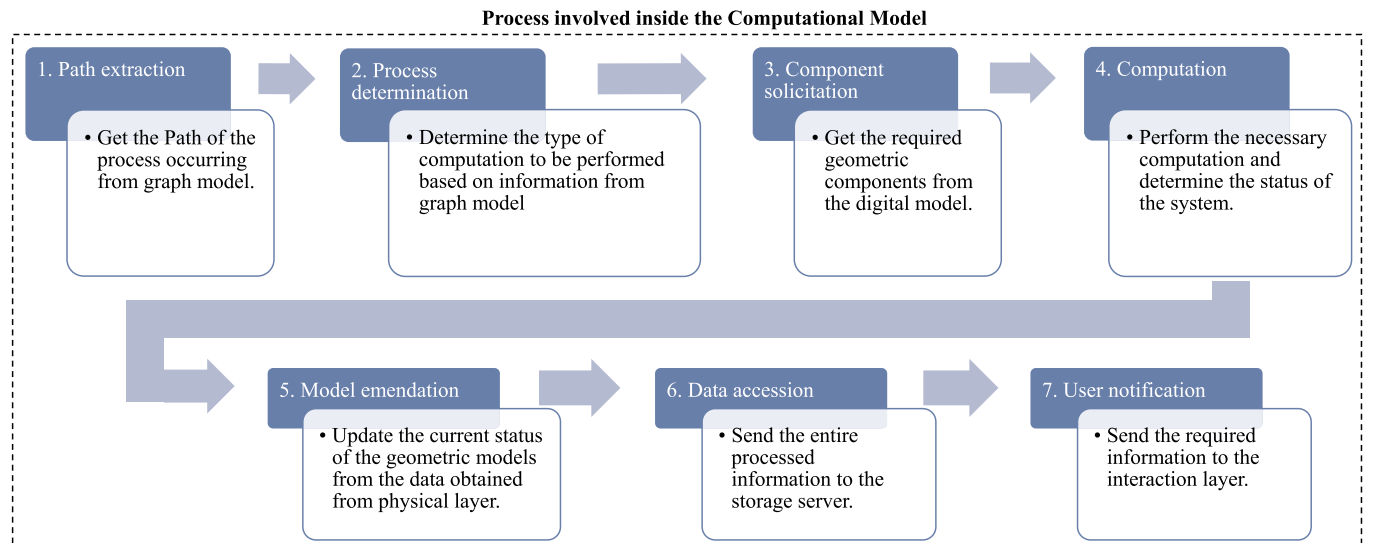 Process involved inside the Computational Model
1. Path extraction
• Get the Path of the
process occurring
from graph model.
2. Process
determination
• Determine the type of
computation to be performed
based on information from
graph model
3. Component
solicitation
• Get the required
geometric
components from
the digital model.
4. Computation
• Perform the necessary
computation and
determine the status of
the system.
5. Model emendation
• Update the current status
of the geometric models
from the data obtained
from physical layer.
6. Data accession
• Send the entire
processed
information to the
storage server.
7. User notification
• Send the required
information to the
interaction layer.